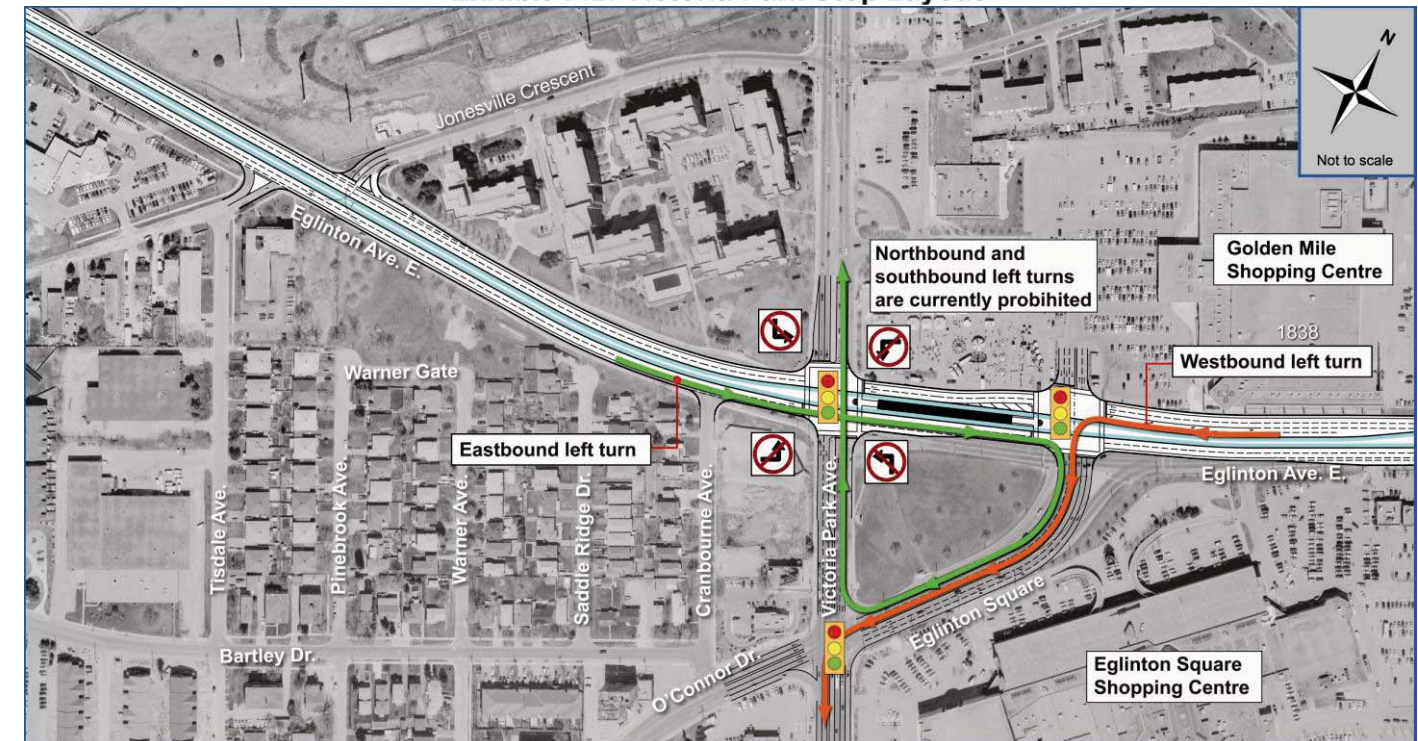 N
Not to scale
Jonesville Crescent
Eglinton Ave. E.
Northbound and
southbound left turns
are currently probihited
Golden Mile
Shopping Centre
1838
Westbound left turn
Warner Gate
Eastbound left turn
Eglinton Ave. E.
Tisdale Ave.
Pinebrook Ave.
Warner Ave.
Saddle Ridge Dr.
Cranbourne Ave.
Victoria Park Ave.
Eglinton Square
Bartley Dr.
O'Connor Dr.
Eglinton Square
Shopping Centre